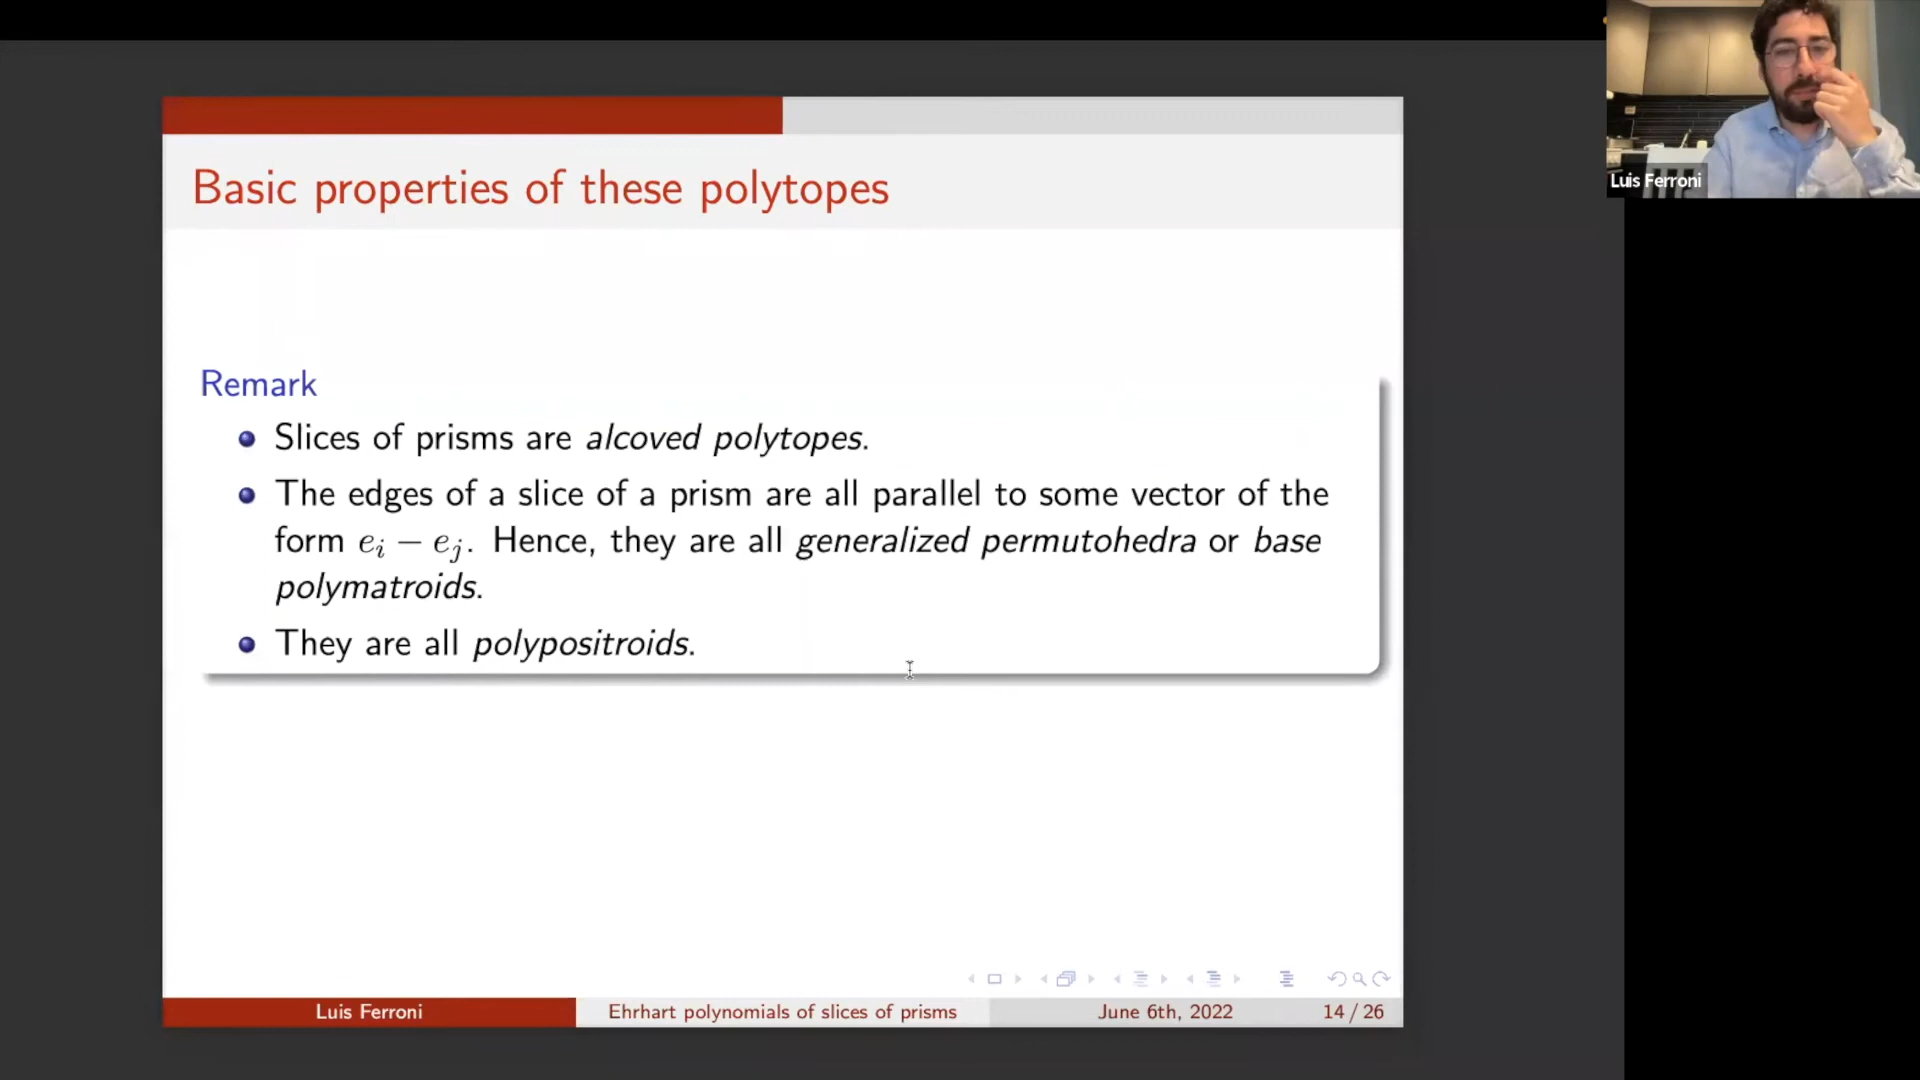 Luis Ferroni
Basic properties of these polytopes
Remark
Slices of prisms are alcoved polytopes.
The edges of a slice of a prism are all parallel to some vector of the
form e_i − e_j. Hence, they are all generalized permutohedra or base
polymatroids.
They are all polypositroids.
Luis Ferroni Ehrhart polynomials of slices of prisms June 6th, 2022 14 / 26